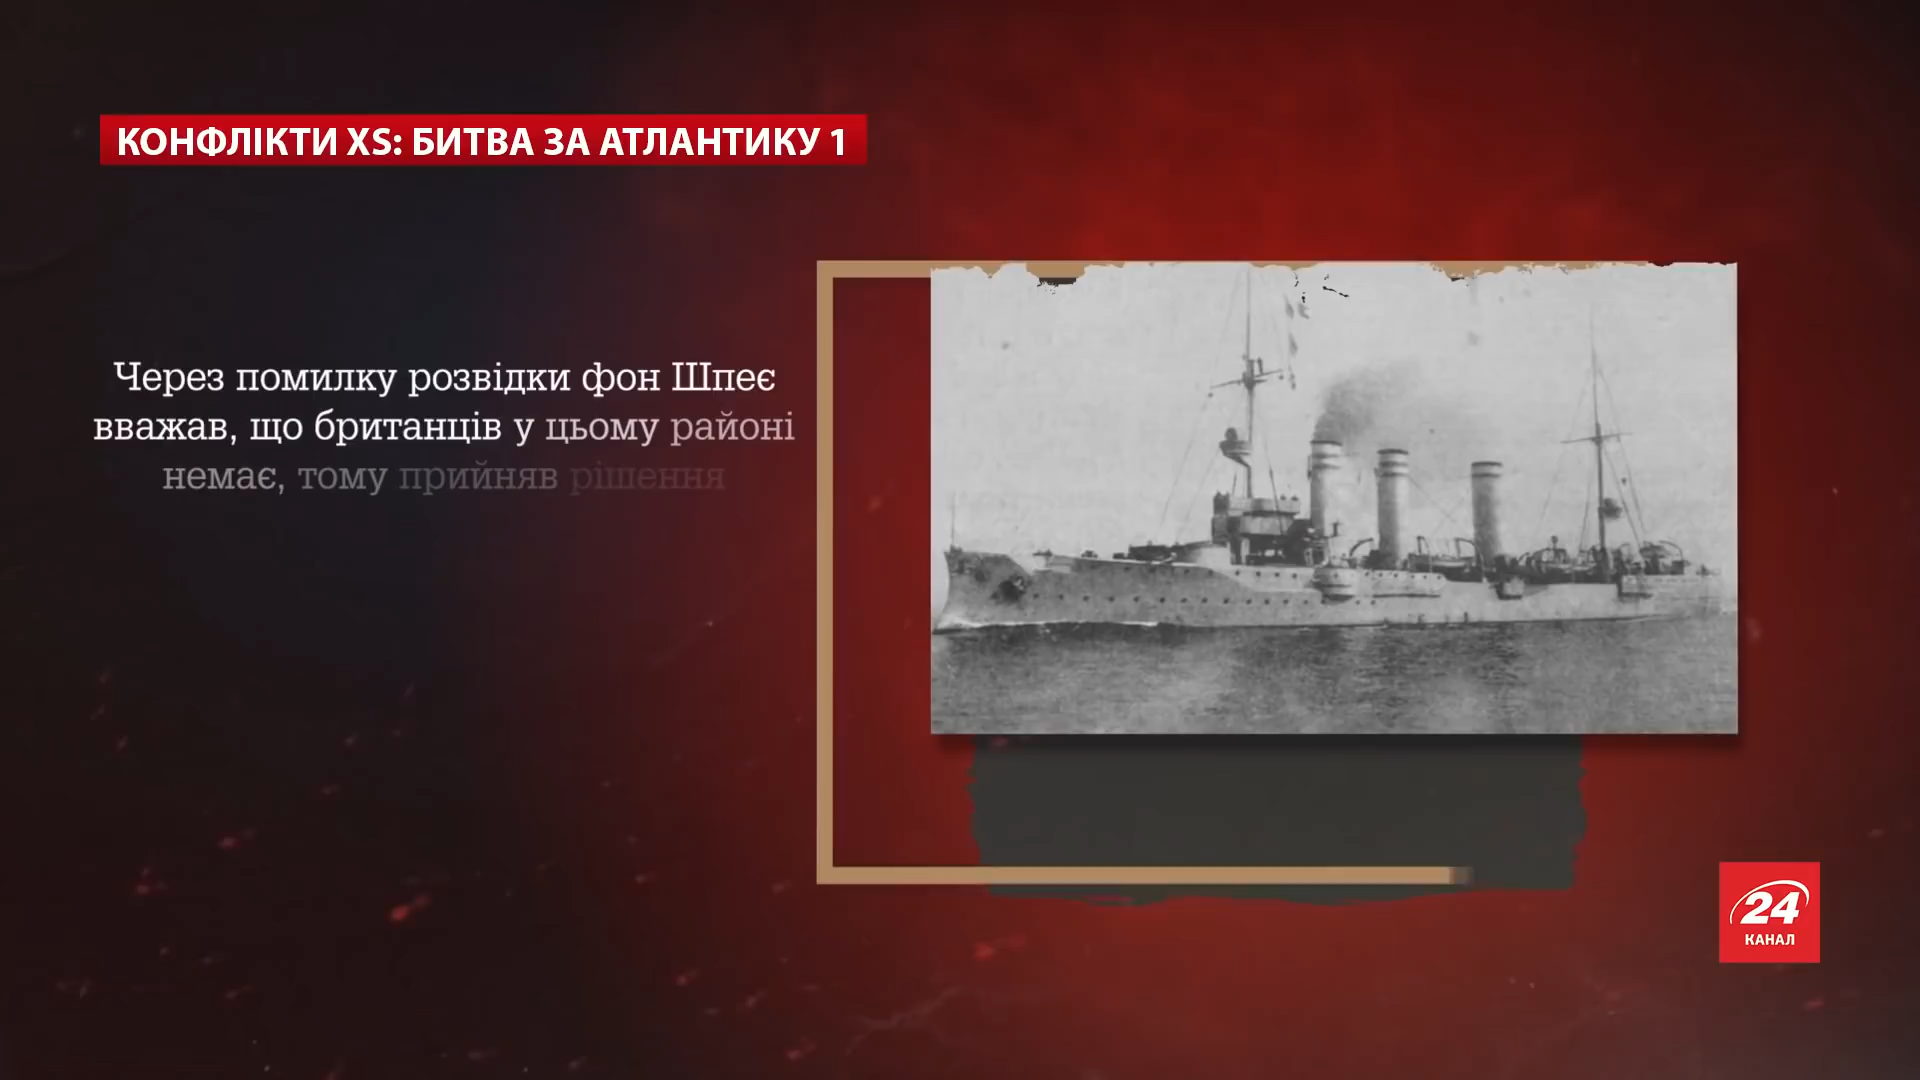 КОНФЛІКТИ XS: БИТВА ЗА АТЛАНТИКУ 1
Через помилку розвідки фон Шпеє
вважав, що британців у цьому районі
немає, тому прийняв рішення
24
КАНАЛ